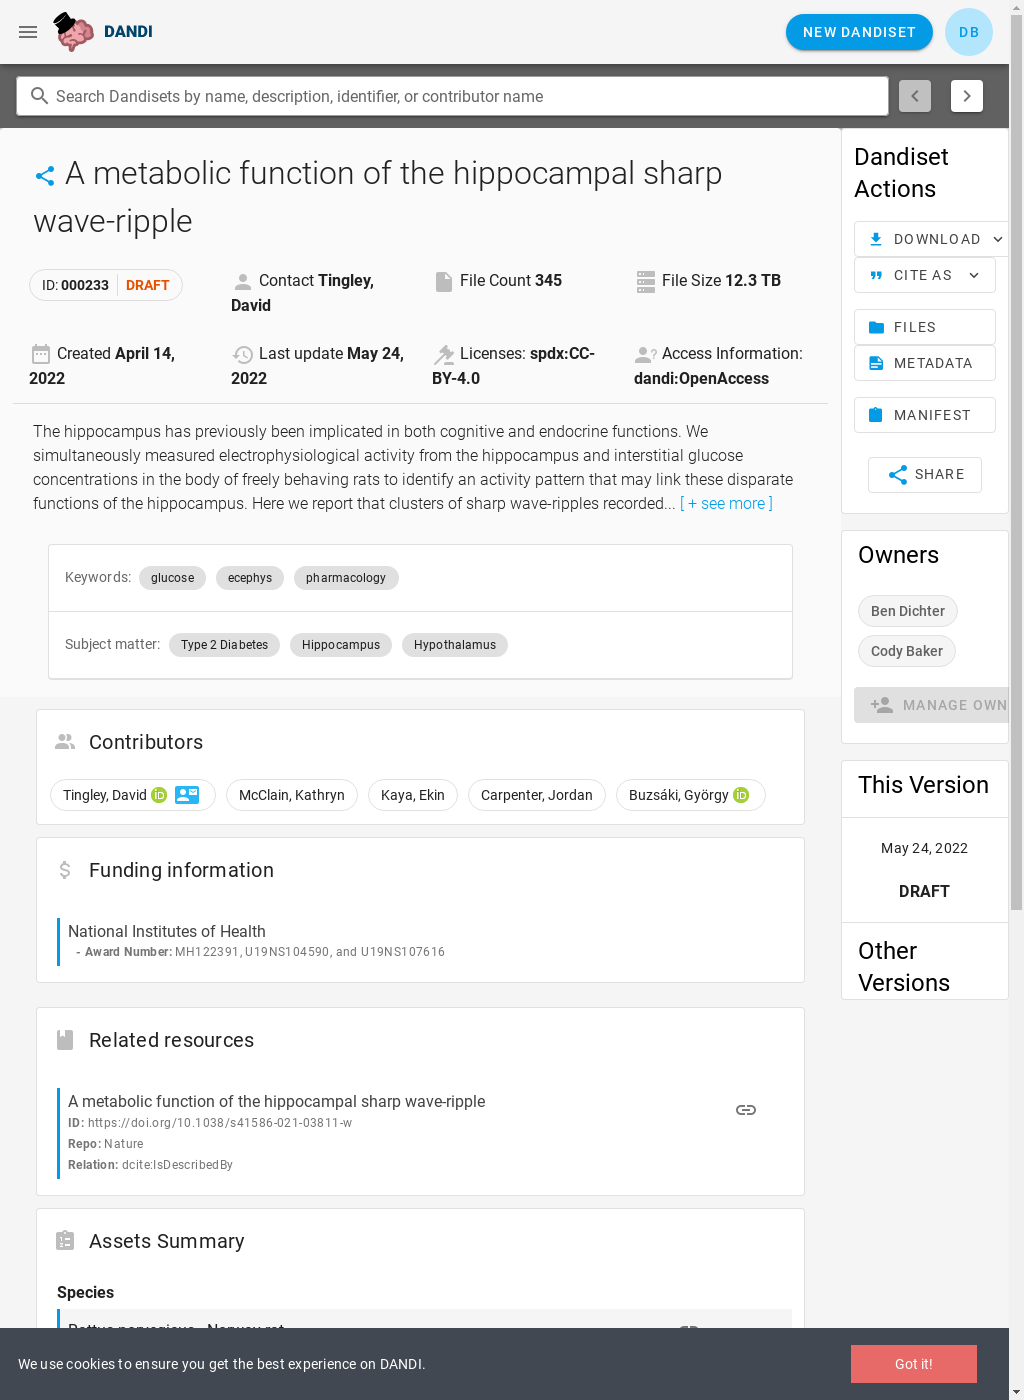 DANDI
NEW DANDISET
DB
Search Dandisets by name, description, identifier, or contributor name
A metabolic function of the hippocampal sharp
wave-ripple
ID: 000233 DRAFT
Contact Tingley,
David
File Count 345
File Size 12.3 TB
Created April 14,
2022
Last update May 24,
2022
Licenses: spdx:CC-
BY-4.0
Access Information:
dandi:OpenAccess
The hippocampus has previously been implicated in both cognitive and endocrine functions. We
simultaneously measured electrophysiological activity from the hippocampus and interstitial glucose
concentrations in the body of freely behaving rats to identify an activity pattern that may link these disparate
functions of the hippocampus. Here we report that clusters of sharp wave-ripples recorded... [ + see more ]
Keywords: glucose ecephys pharmacology
Subject matter: Type 2 Diabetes Hippocampus Hypothalamus
Contributors
Tingley, David iD McClain, Kathryn Kaya, Ekin Carpenter, Jordan Buzsáki, György iD
Funding information
National Institutes of Health
- Award Number: MH122391, U19NS104590, and U19NS107616
Related resources
A metabolic function of the hippocampal sharp wave-ripple
ID: https://doi.org/10.1038/s41586-021-03811-w
Repo: Nature
Relation: dcite:IsDescribedBy
Assets Summary
Species
Dandiset
Actions
DOWNLOAD
CITE AS
FILES
METADATA
MANIFEST
SHARE
Owners
Ben Dichter
Cody Baker
MANAGE OWN
This Version
May 24, 2022
DRAFT
Other
Versions
We use cookies to ensure you get the best experience on DANDI.
Got it!